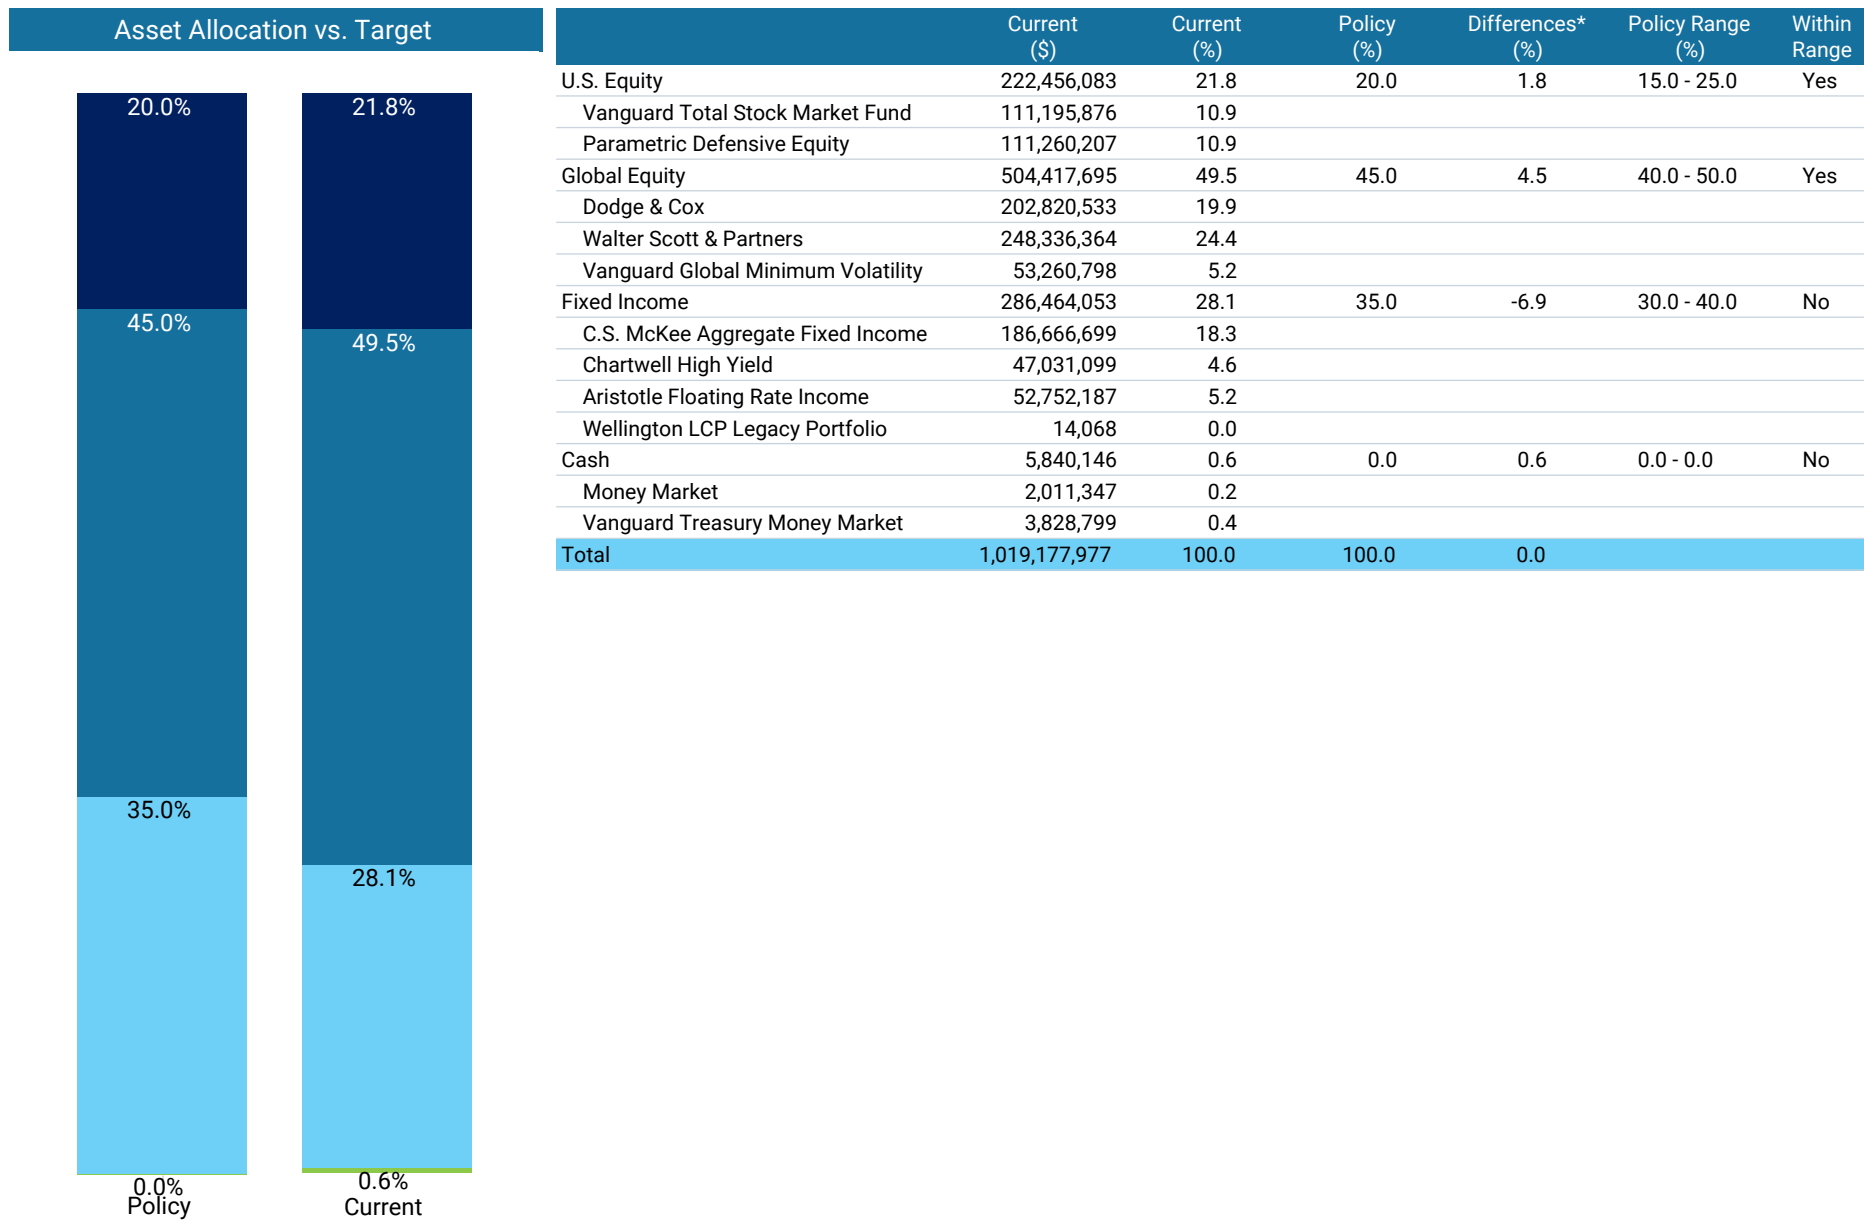 Asset Allocation vs. Target
20.0%
45.0%
35.0%
0.0%
Policy
21.8%
49.5%
28.1%
0.6%
Current
Current ($) Current (%) Policy (%) Differences* (%) Policy Range (%) Within Range
U.S. Equity 222,456,083 21.8 20.0 1.8 15.0 - 25.0 Yes
Vanguard Total Stock Market Fund 111,195,876 10.9
Parametric Defensive Equity 111,260,207 10.9
Global Equity 504,417,695 49.5 45.0 4.5 40.0 - 50.0 Yes
Dodge & Cox 202,820,533 19.9
Walter Scott & Partners 248,336,364 24.4
Vanguard Global Minimum Volatility 53,260,798 5.2
Fixed Income 286,464,053 28.1 35.0 -6.9 30.0 - 40.0 No
C.S. McKee Aggregate Fixed Income 186,666,699 18.3
Chartwell High Yield 47,031,099 4.6
Aristotle Floating Rate Income 52,752,187 5.2
Wellington LCP Legacy Portfolio 14,068 0.0
Cash 5,840,146 0.6 0.0 0.6 0.0 - 0.0 No
Money Market 2,011,347 0.2
Vanguard Treasury Money Market 3,828,799 0.4
Total 1,019,177,977 100.0 100.0 0.0